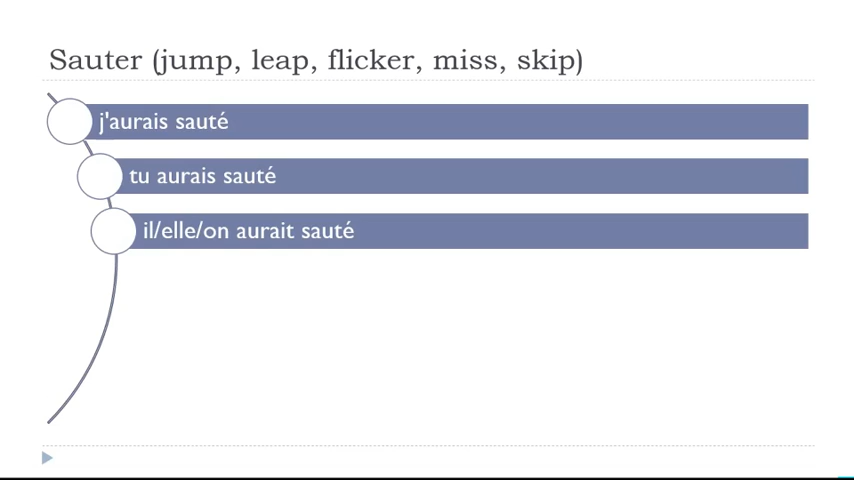 Sauter (jump, leap, flicker, miss, skip)
j'aurais sauté
tu aurais sauté
il/elle/on aurait sauté